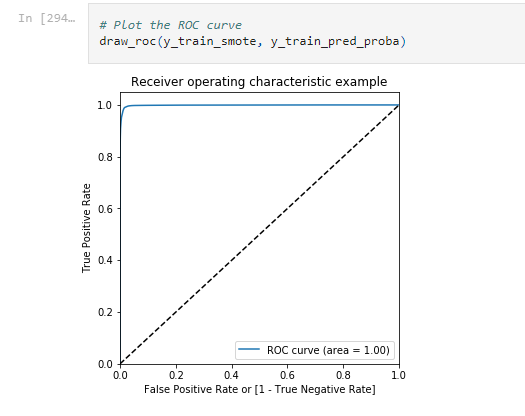 In [294…
# Plot the ROC curve
draw_roc(y_train_smote, y_train_pred_proba)
Receiver operating characteristic example
1.0
0.8
0.6
0.4
0.2
0.0
True Positive Rate
ROC curve (area = 1.00)
0.0 0.2 0.4 0.6 0.8 1.0
False Positive Rate or [1 - True Negative Rate]